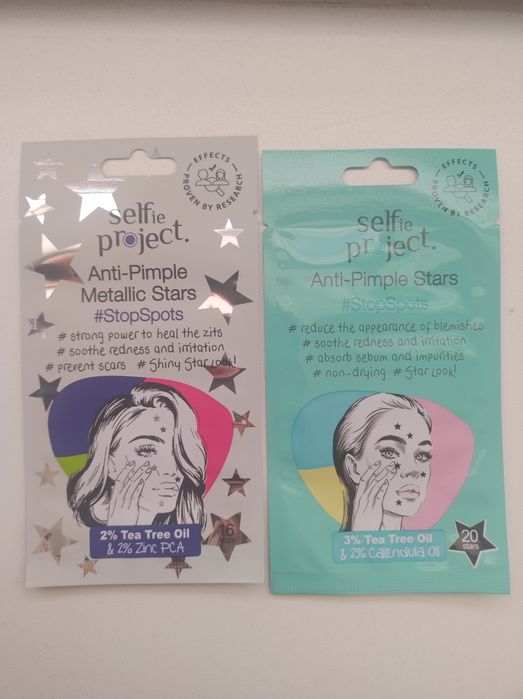 EFFECTS
PROVEN BY RESEARCH
selfie
project.
Anti-Pimple
Metallic Stars
#StopSpots
# strong power to heal the zits
# soothe redness and irritation
# prevent scars # Shiny Star Look!
2% Tea Tree Oil
& 2% Zinc PCA
16
stars
EFFECTS
PROVEN BY RESEARCH
selfie
project.
Anti-Pimple Stars
#StopSpots
# reduce the appearance of blemishes
# soothe redness and irritation
# absorb sebum and impurities
# non-drying # Star Look!
3% Tea Tree Oil
& 2% Calendula Oil
20
stars